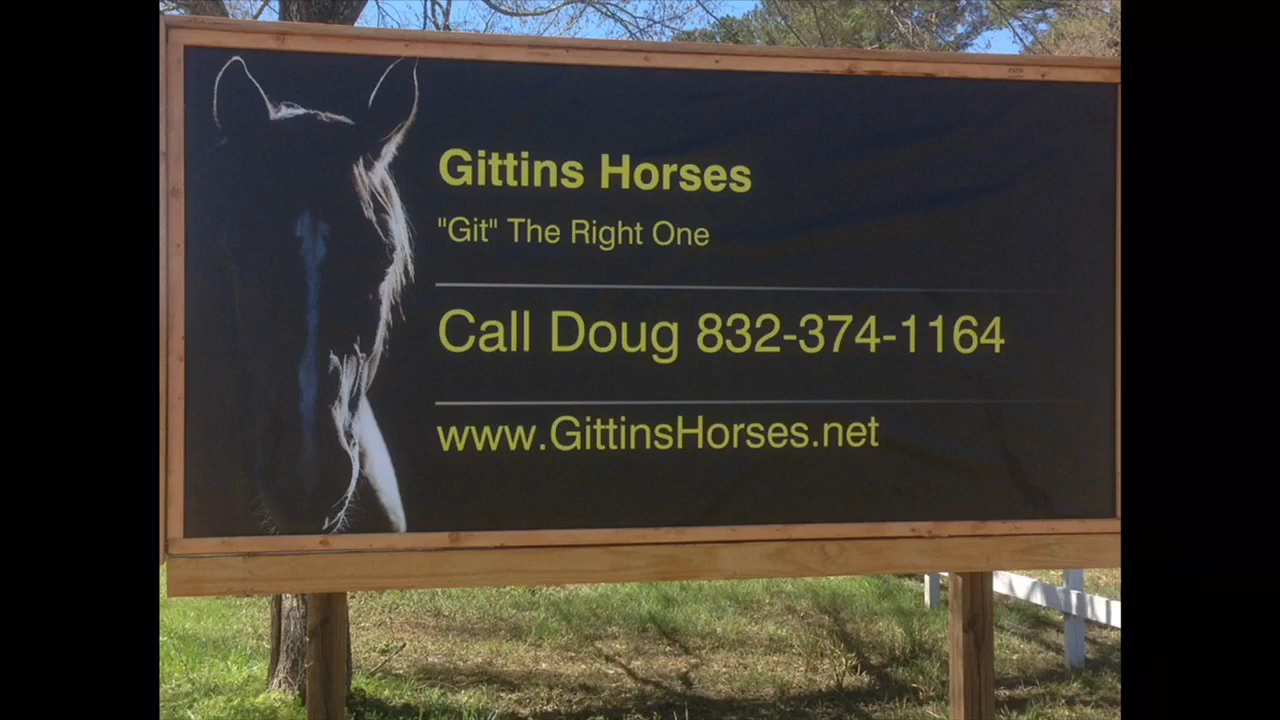 Gittins Horses
"Git" The Right One
Call Doug 832-374-1164
www.GittinsHorses.net